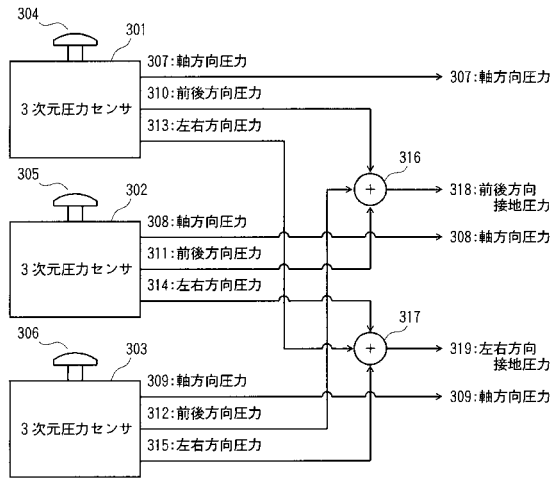 304
301
3次元圧力センサ
307:軸方向圧力
310:前後方向圧力
313:左右方向圧力
307:軸方向圧力
316
+
318:前後方向
接地圧力
305
302
3次元圧力センサ
308:軸方向圧力
311:前後方向圧力
314:左右方向圧力
308:軸方向圧力
317
+
319:左右方向
接地圧力
306
303
3次元圧力センサ
309:軸方向圧力
312:前後方向圧力
315:左右方向圧力
309:軸方向圧力